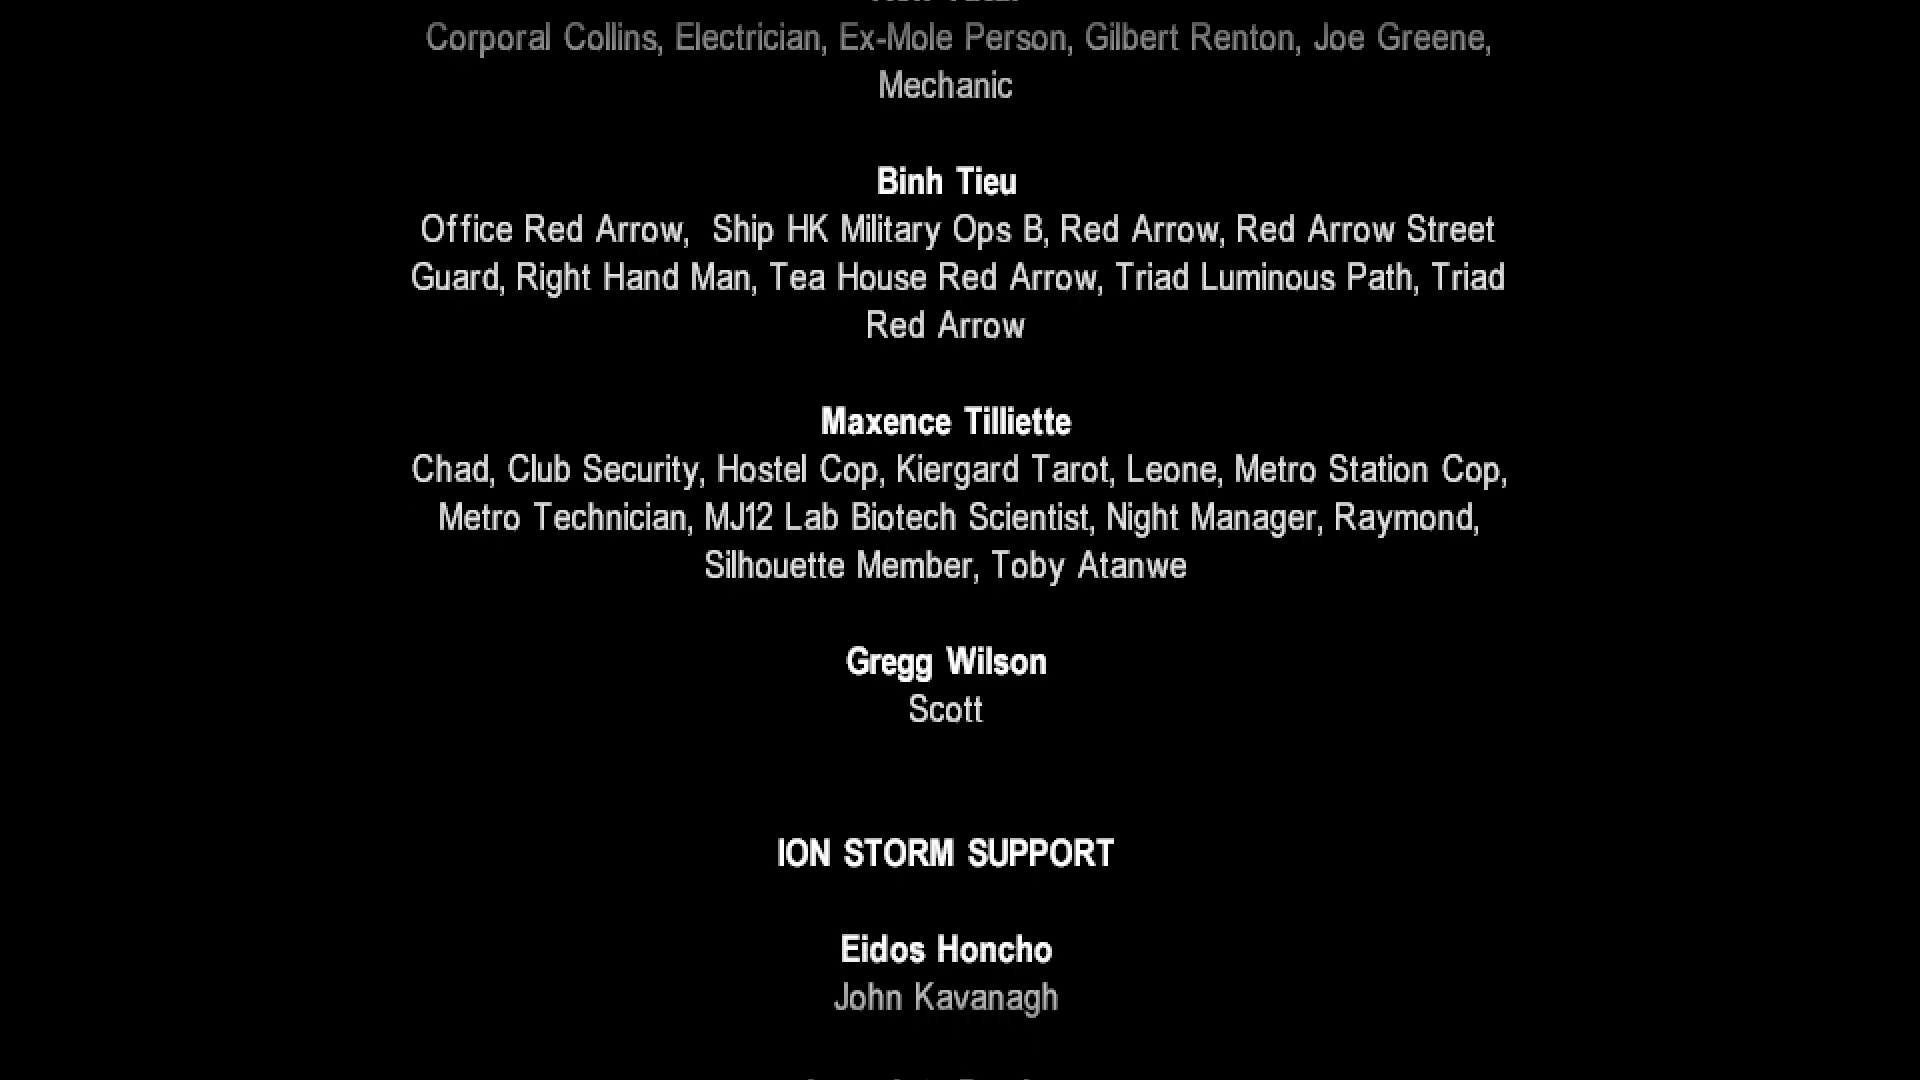 Corporal Collins, Electrician, Ex-Mole Person, Gilbert Renton, Joe Greene,
Mechanic
Binh Tieu
Office Red Arrow,  Ship HK Military Ops B, Red Arrow, Red Arrow Street
Guard, Right Hand Man, Tea House Red Arrow, Triad Luminous Path, Triad
Red Arrow
Maxence Tilliette
Chad, Club Security, Hostel Cop, Kiergard Tarot, Leone, Metro Station Cop,
Metro Technician, MJ12 Lab Biotech Scientist, Night Manager, Raymond,
Silhouette Member, Toby Atanwe
Gregg Wilson
Scott
ION STORM SUPPORT
Eidos Honcho
John Kavanagh